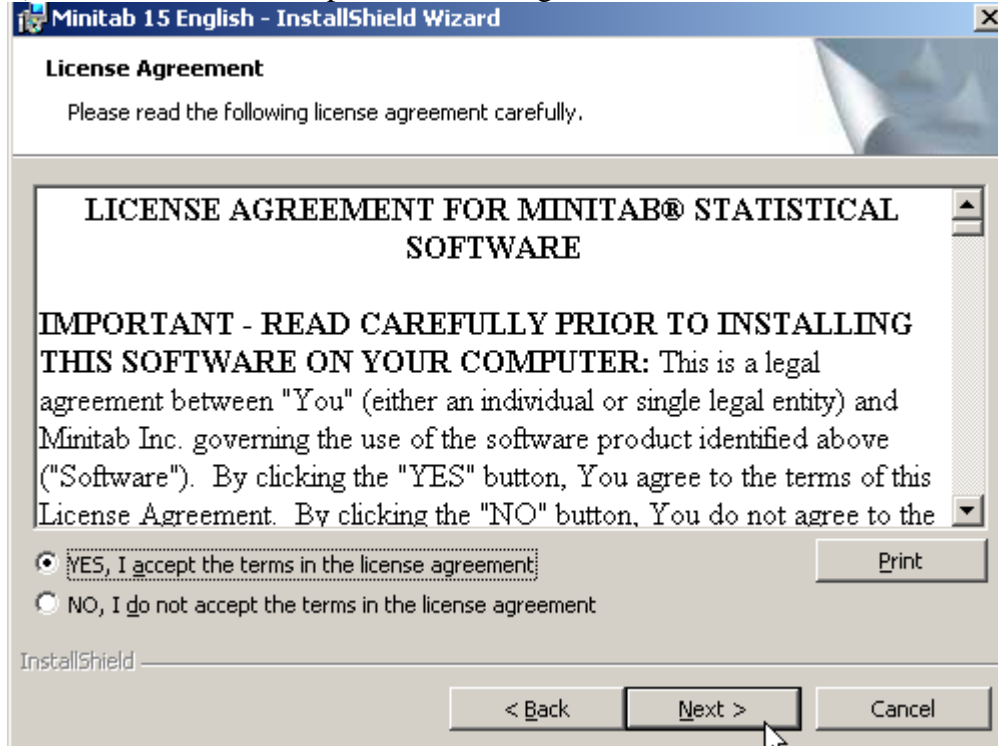 Minitab 15 English - InstallShield Wizard
License Agreement
Please read the following license agreement carefully.
LICENSE AGREEMENT FOR MINITAB® STATISTICAL
SOFTWARE
IMPORTANT - READ CAREFULLY PRIOR TO INSTALLING
THIS SOFTWARE ON YOUR COMPUTER: This is a legal
agreement between "You" (either an individual or single legal entity) and
Minitab Inc. governing the use of the software product identified above
("Software"). By clicking the "YES" button, You agree to the terms of this
License Agreement. By clicking the "NO" button, You do not agree to the
YES, I accept the terms in the license agreement
Print
NO, I do not accept the terms in the license agreement
InstallShield
< Back Next > Cancel